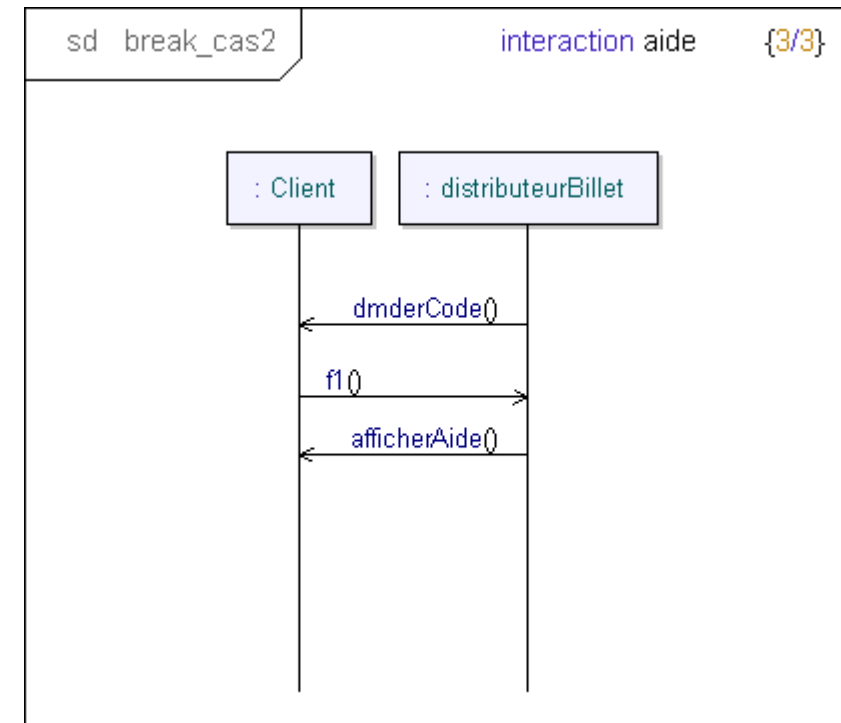 sd break_cas2 interaction aide {3/3}
: Client : distributeurBillet
dmderCode()
f1()
afficherAide()